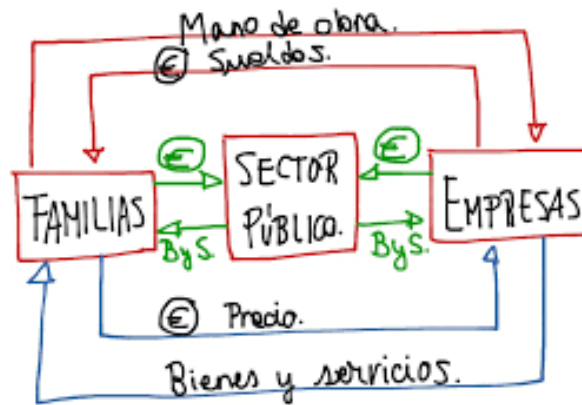 Mano de obra.
€ Sueldos.
€
€
FAMILIAS
SECTOR
PÚBLICO.
EMPRESAS
ByS.
ByS.
€ Precio.
Bienes y servicios.